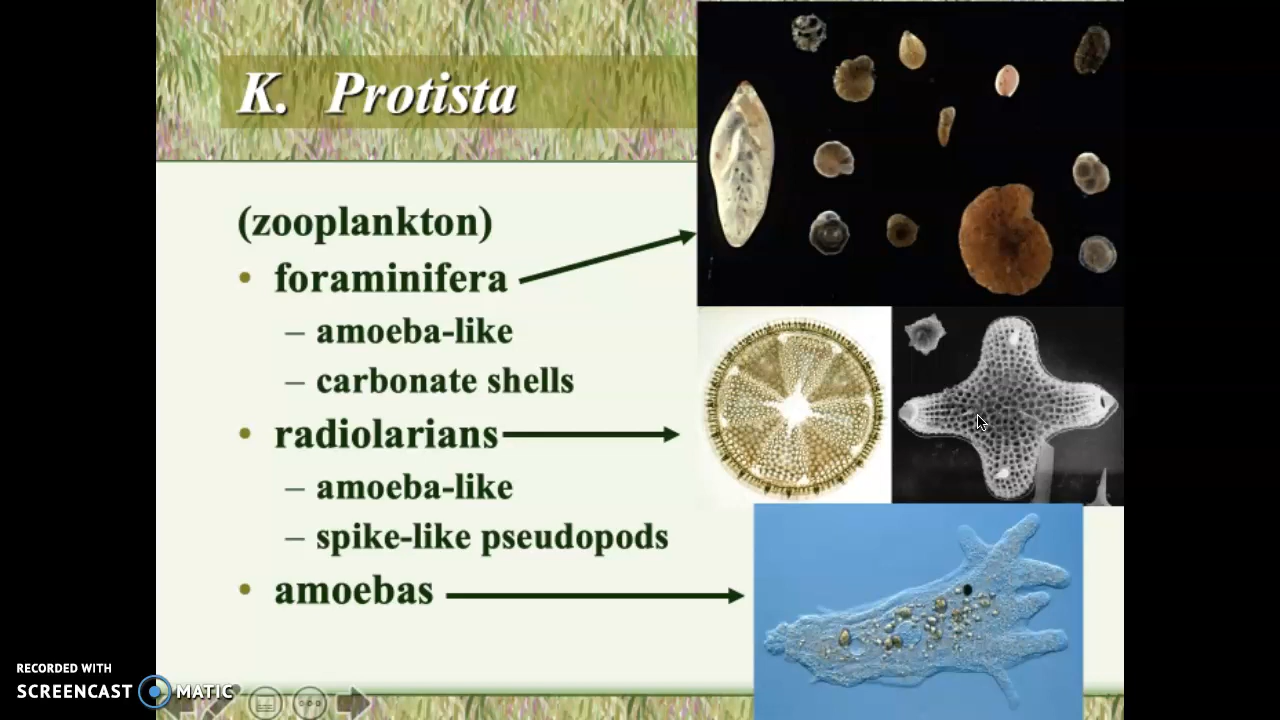 K. Protista
(zooplankton)
• foraminifera
– amoeba-like
– carbonate shells
• radiolarians
– amoeba-like
– spike-like pseudopods
• amoebas
RECORDED WITH
SCREENCAST MATIC